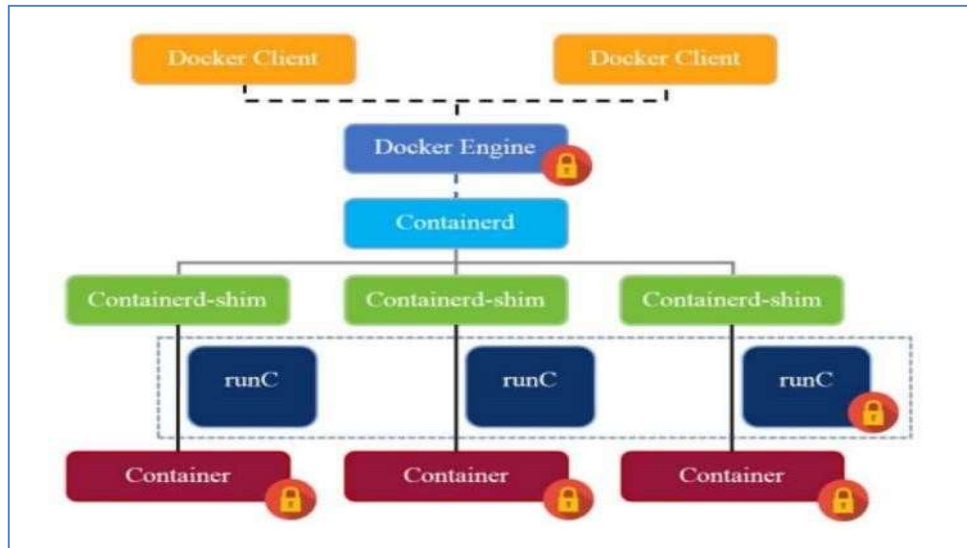 Docker Client
Docker Client
Docker Engine
Containerd
Containerd-shim
Containerd-shim
Containerd-shim
runC
runC
runC
Container
Container
Container